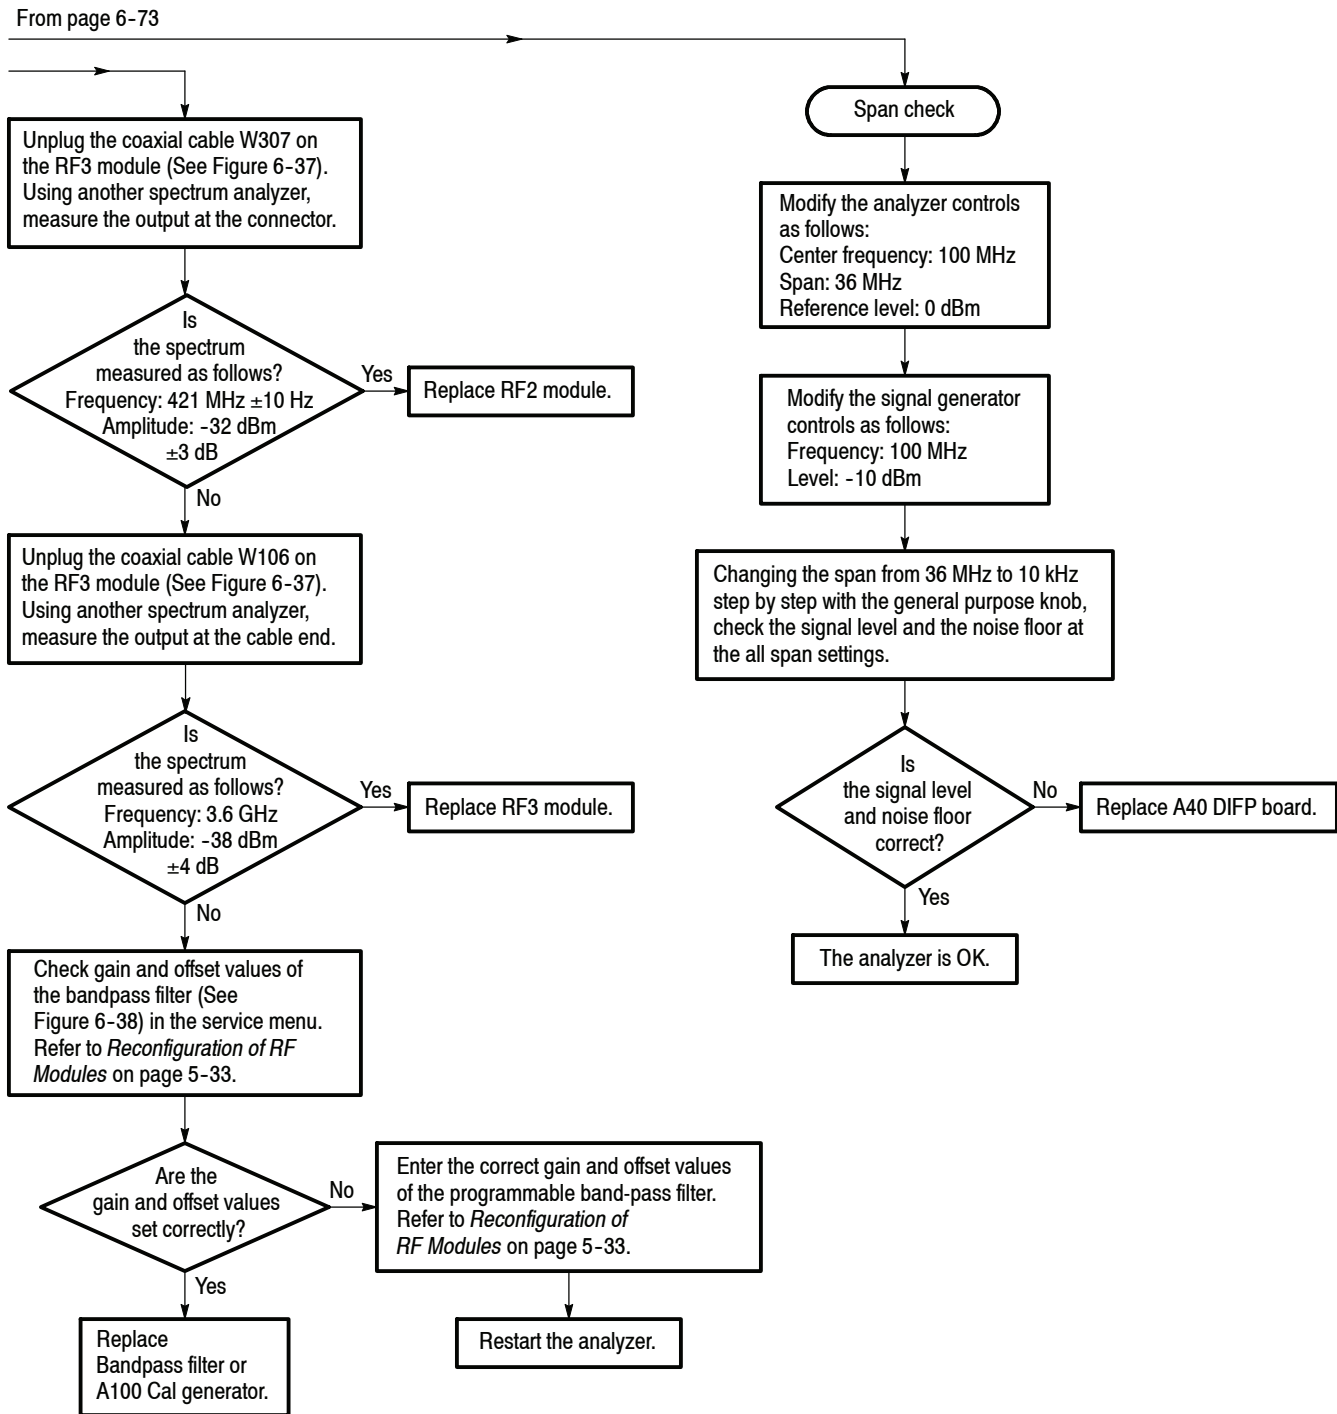 From page 6-73
Unplug the coaxial cable W307 on
the RF3 module (See Figure 6-37).
Using another spectrum analyzer,
measure the output at the connector.
Is
the spectrum
measured as follows?
Frequency: 421 MHz ±10 Hz
Amplitude: -32 dBm
±3 dB
Yes
Replace RF2 module.
No
Unplug the coaxial cable W106 on
the RF3 module (See Figure 6-37).
Using another spectrum analyzer,
measure the output at the cable end.
Is
the spectrum
measured as follows?
Frequency: 3.6 GHz
Amplitude: -38 dBm
±4 dB
Yes
Replace RF3 module.
No
Check gain and offset values of
the bandpass filter (See
Figure 6-38) in the service menu.
Refer to Reconfiguration of RF
Modules on page 5-33.
Are the
gain and offset values
set correctly?
No
Enter the correct gain and offset values
of the programmable band-pass filter.
Refer to Reconfiguration of
RF Modules on page 5-33.
Restart the analyzer.
Yes
Replace
Bandpass filter or
A100 Cal generator.
Span check
Modify the analyzer controls
as follows:
Center frequency: 100 MHz
Span: 36 MHz
Reference level: 0 dBm
Modify the signal generator
controls as follows:
Frequency: 100 MHz
Level: -10 dBm
Changing the span from 36 MHz to 10 kHz
step by step with the general purpose knob,
check the signal level and the noise floor at
the all span settings.
Is
the signal level
and noise floor
correct?
No
Replace A40 DIFP board.
Yes
The analyzer is OK.